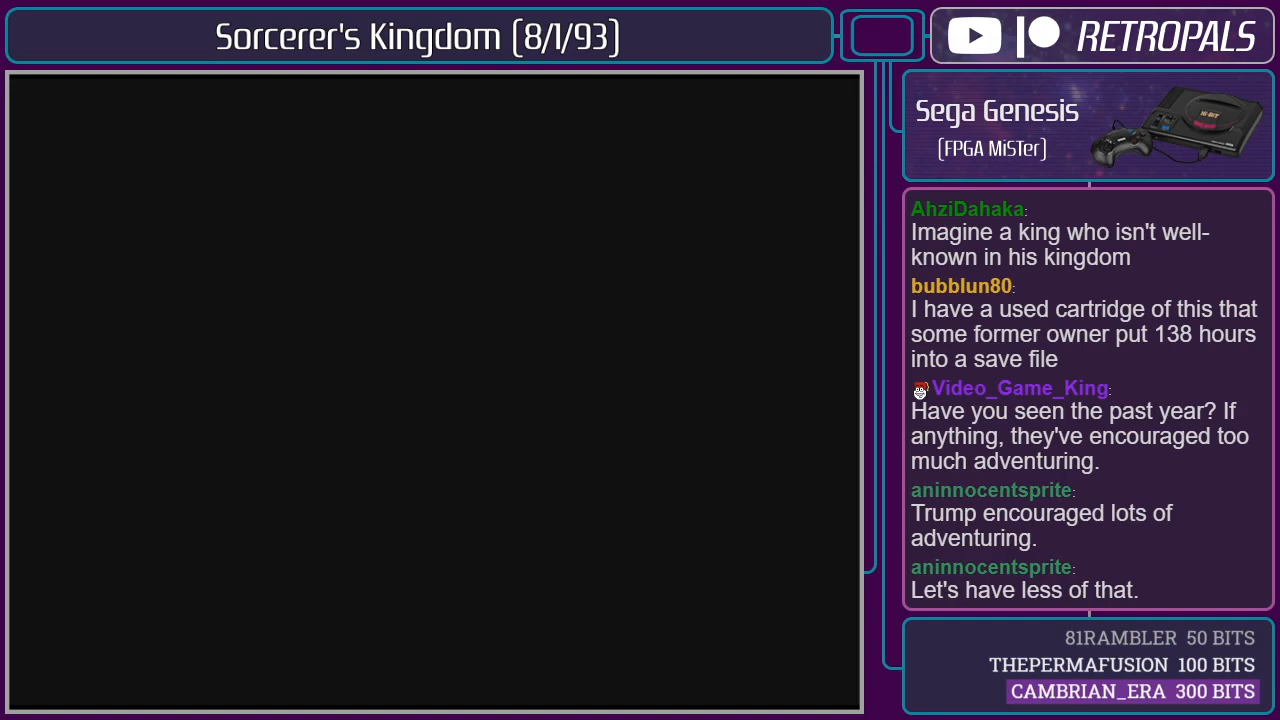 Sorcerer's Kingdom (8/1/93)
RETROPALS
Sega Genesis
(FPGA MiSTer)
AhziDahaka:
Imagine a king who isn't well-
known in his kingdom
bubblun80:
I have a used cartridge of this that
some former owner put 138 hours
into a save file
Video_Game_King:
Have you seen the past year? If
anything, they've encouraged too
much adventuring.
aninnocentsprite:
Trump encouraged lots of
adventuring.
aninnocentsprite:
Let's have less of that.
81RAMBLER 50 BITS
THEPERMAFUSION 100 BITS
CAMBRIAN_ERA 300 BITS